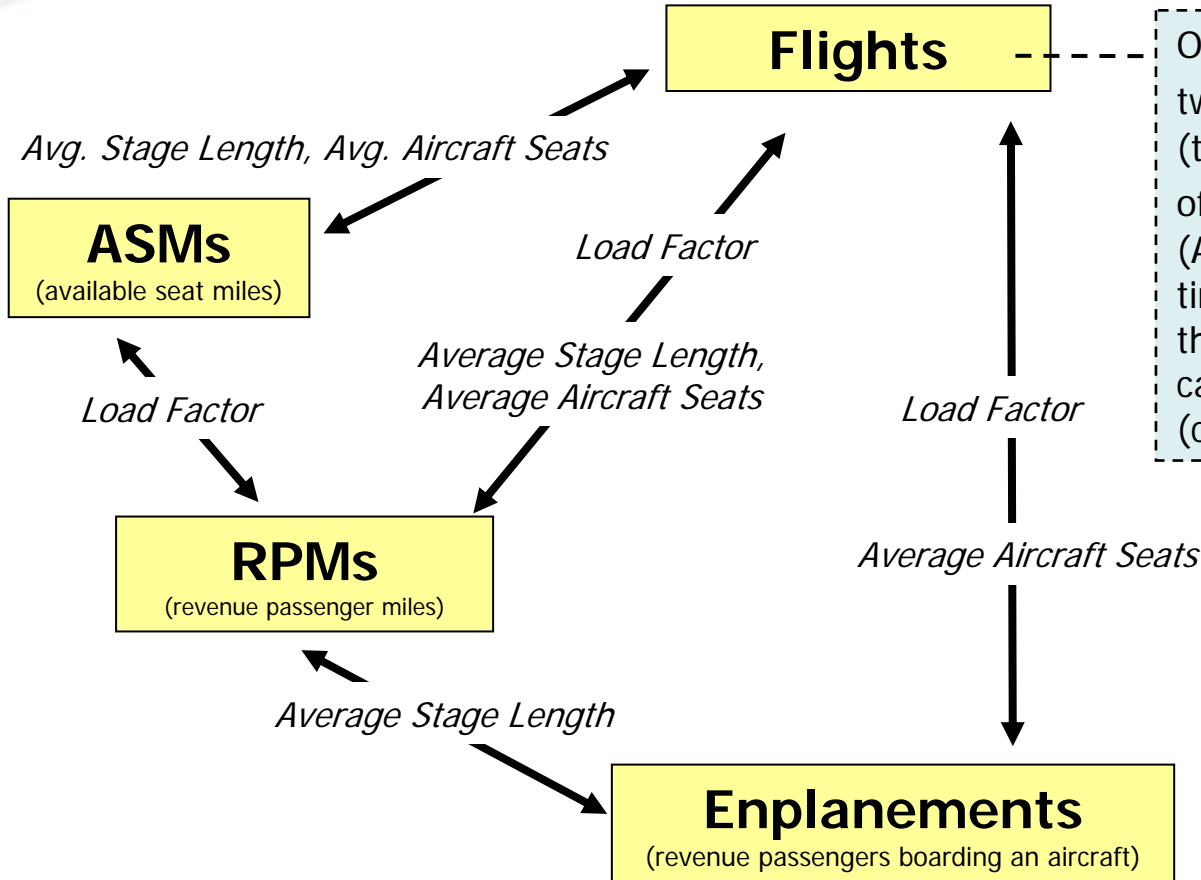 Flights
Avg. Stage Length, Avg. Aircraft Seats
ASMs
(available seat miles)
Load Factor
Average Stage Length,
Average Aircraft Seats
Load Factor
Load Factor
RPMs
(revenue passenger miles)
Average Aircraft Seats
Average Stage Length
Enplanements
(revenue passengers boarding an aircraft)